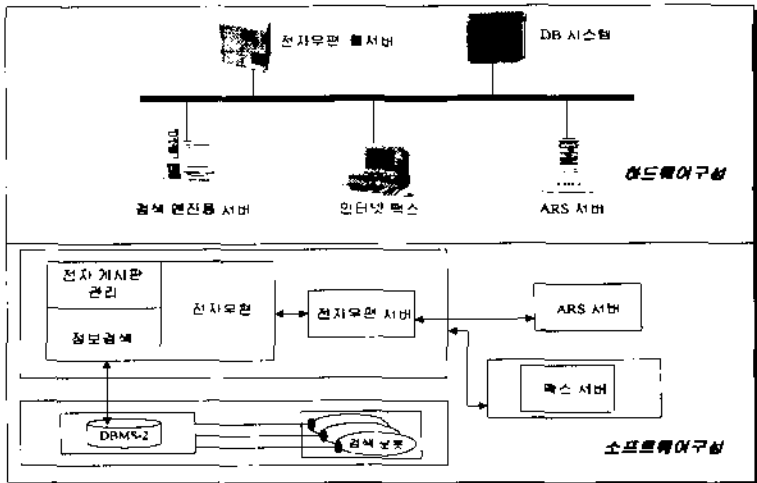 전자우편 웹서버
DB 시스템
검색 엔진용 서버
인터넷 팩스
ARS 서버
하드웨어구성
전자 게시판
관리
전자우편
정보검색
전자우편 서버
ARS 서버
팩스 서버
DBMS-2
검색 로봇
소프트웨어구성